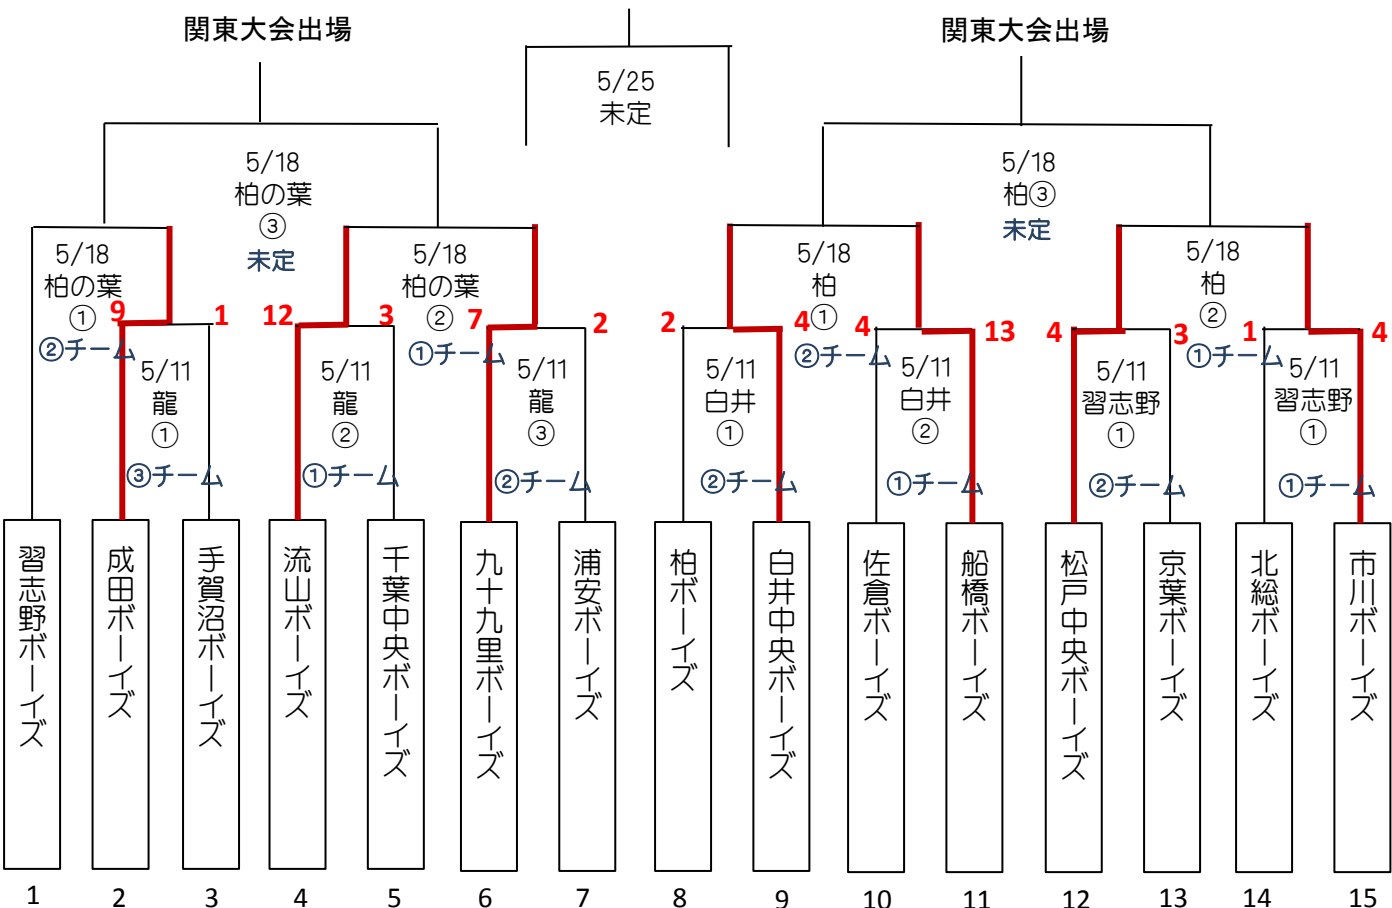 関東大会出場
関東大会出場
5/25
未定
5/18
柏の葉
③
未定
5/18
柏③
未定
5/18
柏の葉
①
②チーム
5/18
柏の葉
②
①チーム
5/18
柏
①
②チーム
5/18
柏
②
①チーム
9
1
12
3
7
2
2
4
4
13
4
3
1
4
5/11
龍
①
③チーム
5/11
龍
②
①チーム
5/11
龍
③
②チーム
5/11
白井
①
②チーム
5/11
白井
②
①チーム
5/11
習志野
①
②チーム
5/11
習志野
①
①チーム
習志野ボーイズ
成田ボーイズ
手賀沼ボーイズ
流山ボーイズ
千葉中央ボーイズ
九十九里ボーイズ
浦安ボーイズ
柏ボーイズ
白井中央ボーイズ
佐倉ボーイズ
船橋ボーイズ
松戸中央ボーイズ
京葉ボーイズ
北総ボーイズ
市川ボーイズ
1
2
3
4
5
6
7
8
9
10
11
12
13
14
15